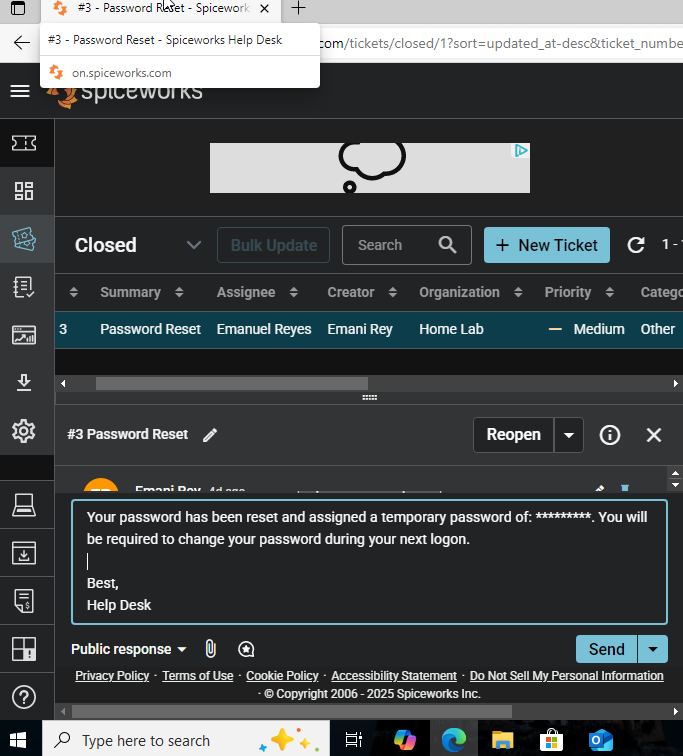 #3 - Password Reset - Spicework
#3 - Password Reset - Spiceworks Help Desk
.com/tickets/closed/1?sort=updated_at-desc&ticket_numbe
on.spiceworks.com
spiceworks
Closed
Bulk Update
Search
+ New Ticket
1 -
Summary Assignee Creator Organization Priority Catego
3 Password Reset Emanuel Reyes Emani Rey Home Lab Medium Other
#3 Password Reset
Reopen
Emani Rey 4d ago
Your password has been reset and assigned a temporary password of: *********. You will
be required to change your password during your next logon.
Best,
Help Desk
Public response
Send
Privacy Policy · Terms of Use · Cookie Policy · Accessibility Statement · Do Not Sell My Personal Information
· © Copyright 2006 - 2025 Spiceworks Inc.
Type here to search